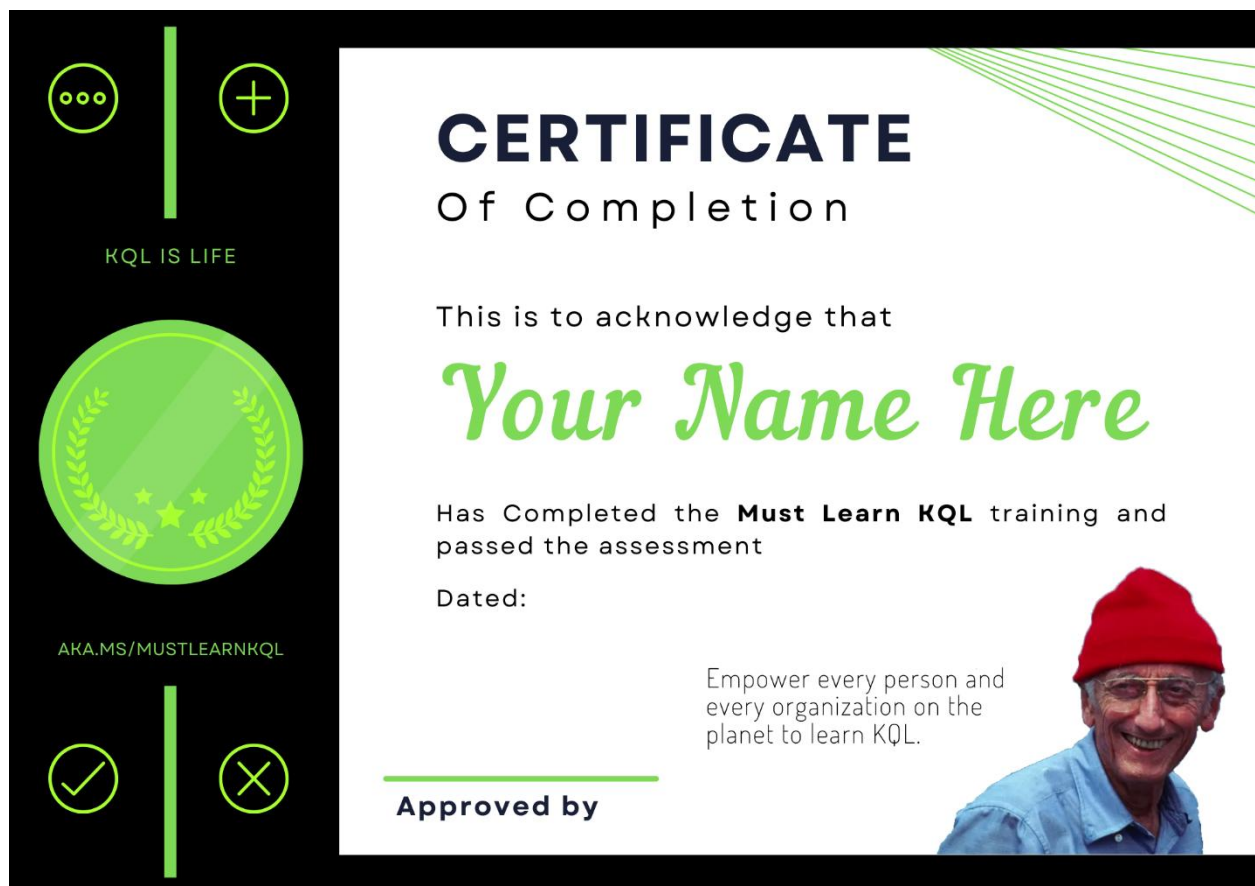 KQL IS LIFE
AKA.MS/MUSTLEARNKQL
CERTIFICATE
Of Completion
This is to acknowledge that
Your Name Here
Has Completed the Must Learn KQL training and
passed the assessment
Dated:
Empower every person and
every organization on the
planet to learn KQL.
Approved by